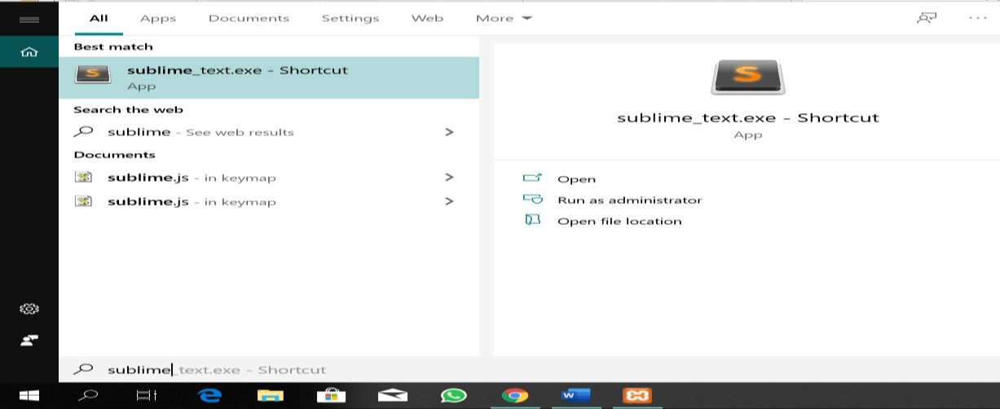 All Apps Documents Settings Web More
Best match
sublime_text.exe - Shortcut
App
Search the web
sublime - See web results
Documents
sublime.js - in keymap
sublime.js - in keymap
sublime_text.exe - Shortcut
App
Open
Run as administrator
Open file location
sublime_text.exe - Shortcut